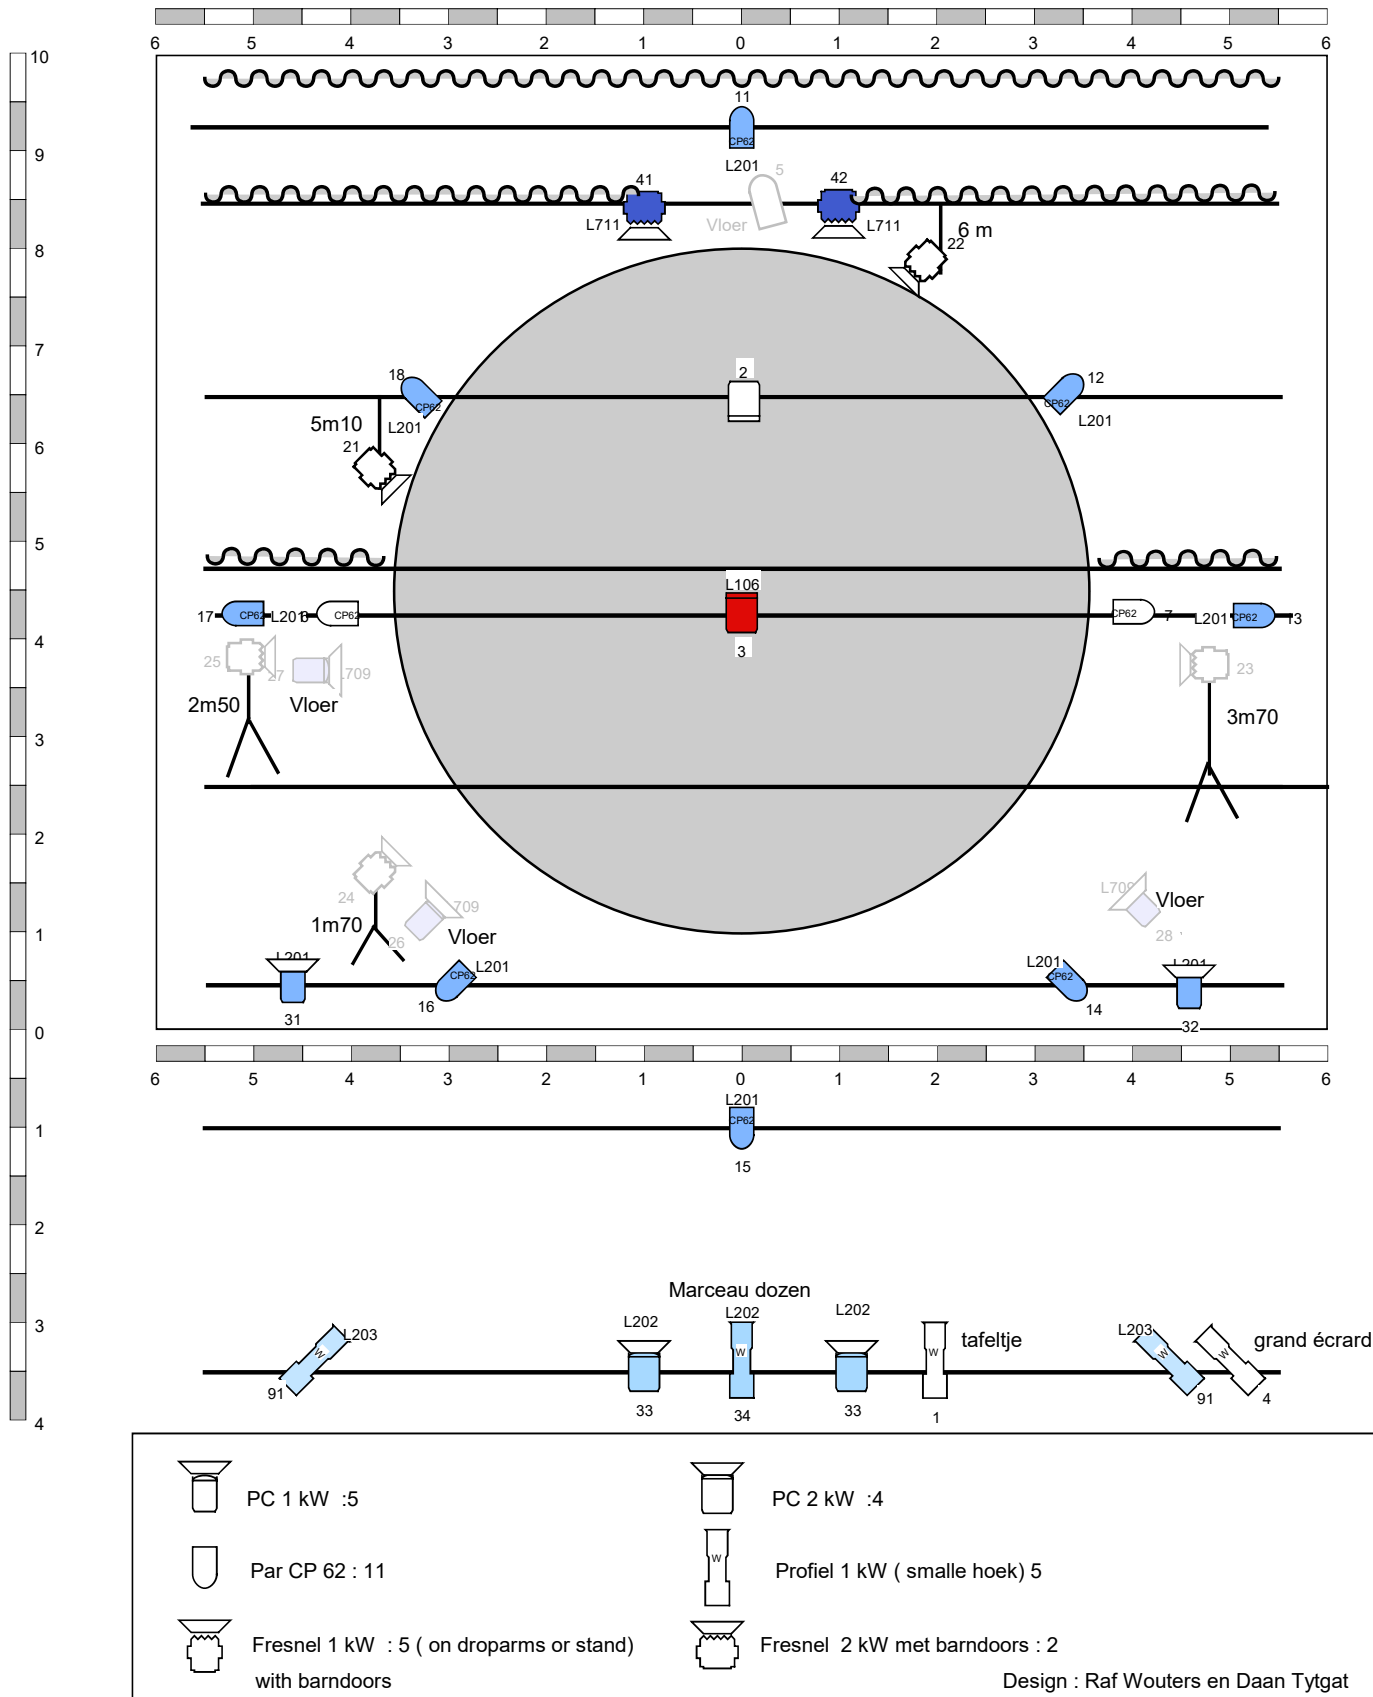 6 5 4 3 2 1 0 1 2 3 4 5 6
10
11
CP62
L201
9
5
41
42
L711
Vloer
L711
6 m
22
8
7
18
2
12
CP62
CP62
5m10
L201
L201
21
6
5
L106
17
CP62
L201
6
CP62
CP62
7
L201
CP62
13
4
3
25
27
L709
23
2m50
Vloer
3m70
3
2
24
709
L709
Vloer
1m70
26
Vloer
28
1
L201
CP62
L201
L201
CP62
L201
31
16
14
32
0
6 5 4 3 2 1 0 1 2 3 4 5 6
L201
CP62
1
15
2
Marceau dozen
L203
L202
L202
L202
L203
3
tafeltje
grand écrard
W
W
W
W
W
91
33
34
33
1
91
4
4
PC 1 kW :5
PC 2 kW :4
Par CP 62 : 11
W
Profiel 1 kW ( smalle hoek) 5
Fresnel 1 kW : 5 ( on droparms or stand)
with barndoors
Fresnel 2 kW met barndoors : 2
Design : Raf Wouters en Daan Tytgat